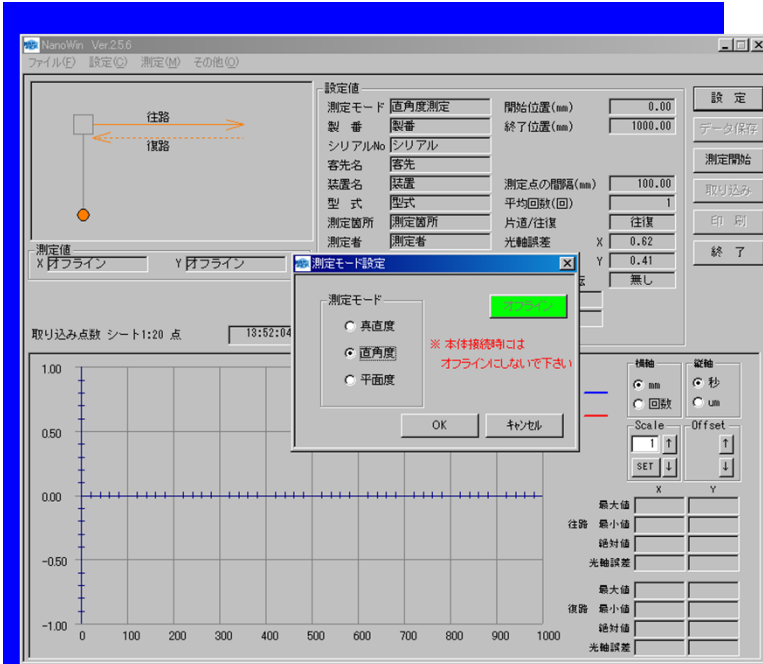 NanoWin Ver.2.5.6
ファイル(F) 設定(C) 測定(M) その他(O)
往路
復路
設定値
測定モード 直角度測定
製 番 製番
シリアルNo シリアル
客先名 客先
装置名 装置
型 式 型式
測定箇所 測定箇所
測定者 測定者
開始位置(mm) 0.00
終了位置(mm) 1000.00
測定点の間隔(mm) 100.00
平均回数(回) 1
片道/往復 往復
光軸誤差 X 0.62
Y 0.41
無し
設 定
データ保存
測定開始
取り込み
印 刷
終 了
測定値
X オフライン Y オフライン
取り込み点数 シート1:20 点 13:52:04
測定モード設定
測定モード
真直度
直角度
平面度
オフライン
※ 本体接続時には
オフラインにしないで下さい
OK キャンセル
1.00
0.50
0.00
-0.50
-1.00
0 100 200 300 400 500 600 700 800 900 1000
横軸
mm
回数
縦軸
秒
um
Scale
1 ↑
SET ↓
Offset
↑
↓
X Y
往路
最大値
最小値
絶対値
光軸誤差
復路
最大値
最小値
絶対値
光軸誤差